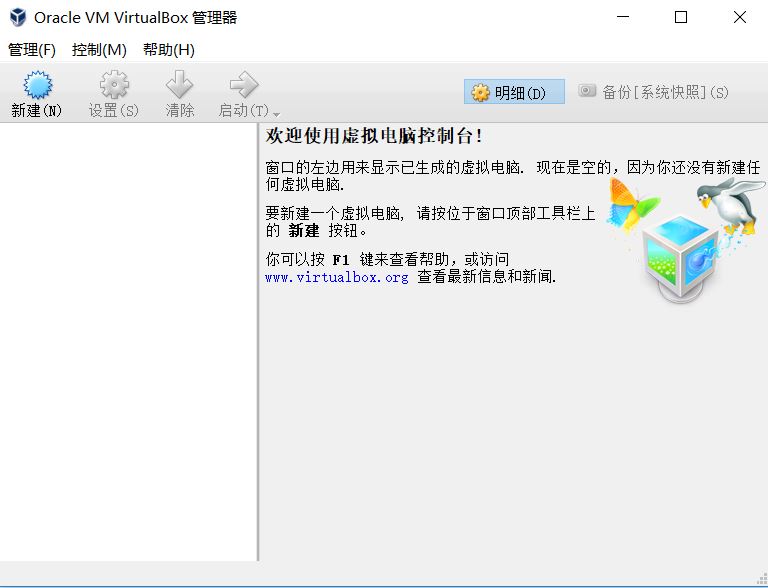 Oracle VM VirtualBox 管理器
管理(F) 控制(M) 帮助(H)
新建(N) 设置(S) 清除 启动(T) 明细(D) 备份[系统快照](S)
欢迎使用虚拟电脑控制台!
窗口的左边用来显示已生成的虚拟电脑. 现在是空的，因为你还没有新建任
何虚拟电脑.
要新建一个虚拟电脑, 请按位于窗口顶部工具栏上
的 新建 按钮。
你可以按 F1 键来查看帮助，或访问
www.virtualbox.org 查看最新信息和新闻.